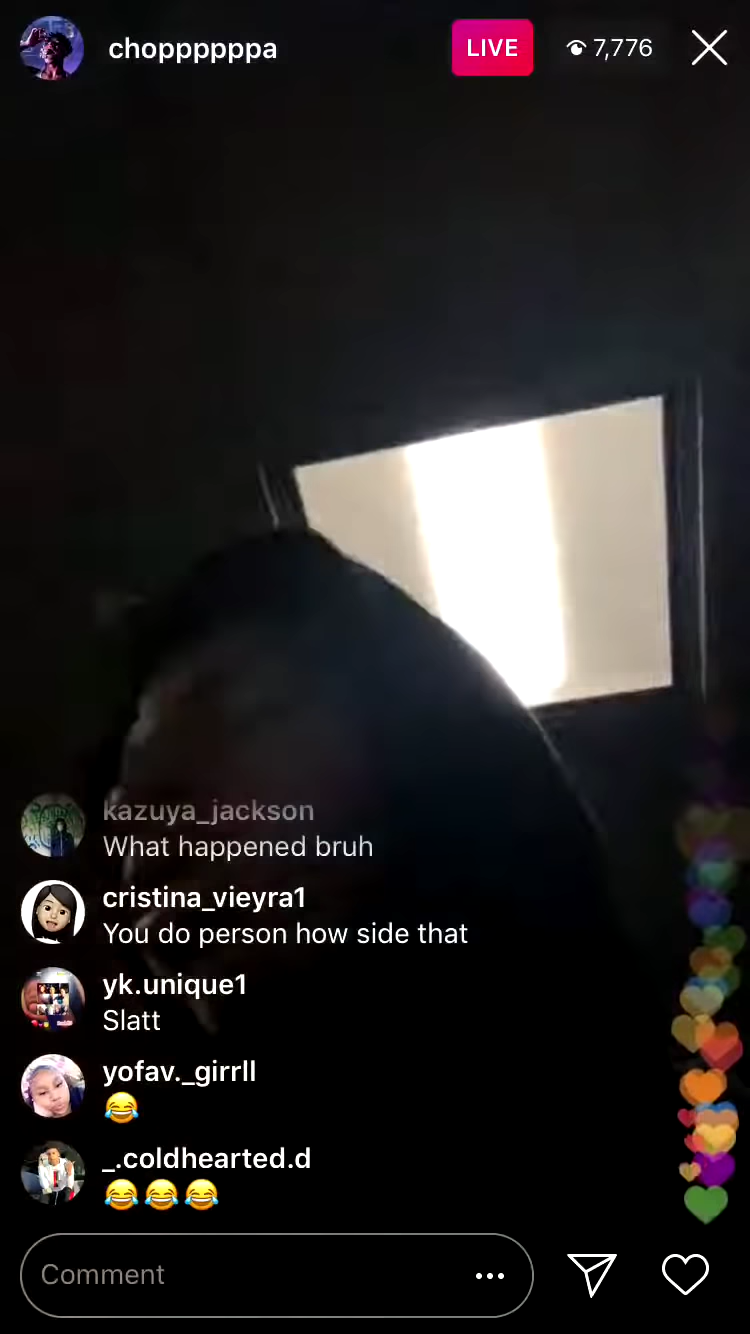 choppppppa
LIVE
7,776
kazuya_jackson
What happened bruh
cristina_vieyra1
You do person how side that
yk.unique1
Slatt
yofav._girrll
😂
_.coldhearted.d
😂😂😂
Comment